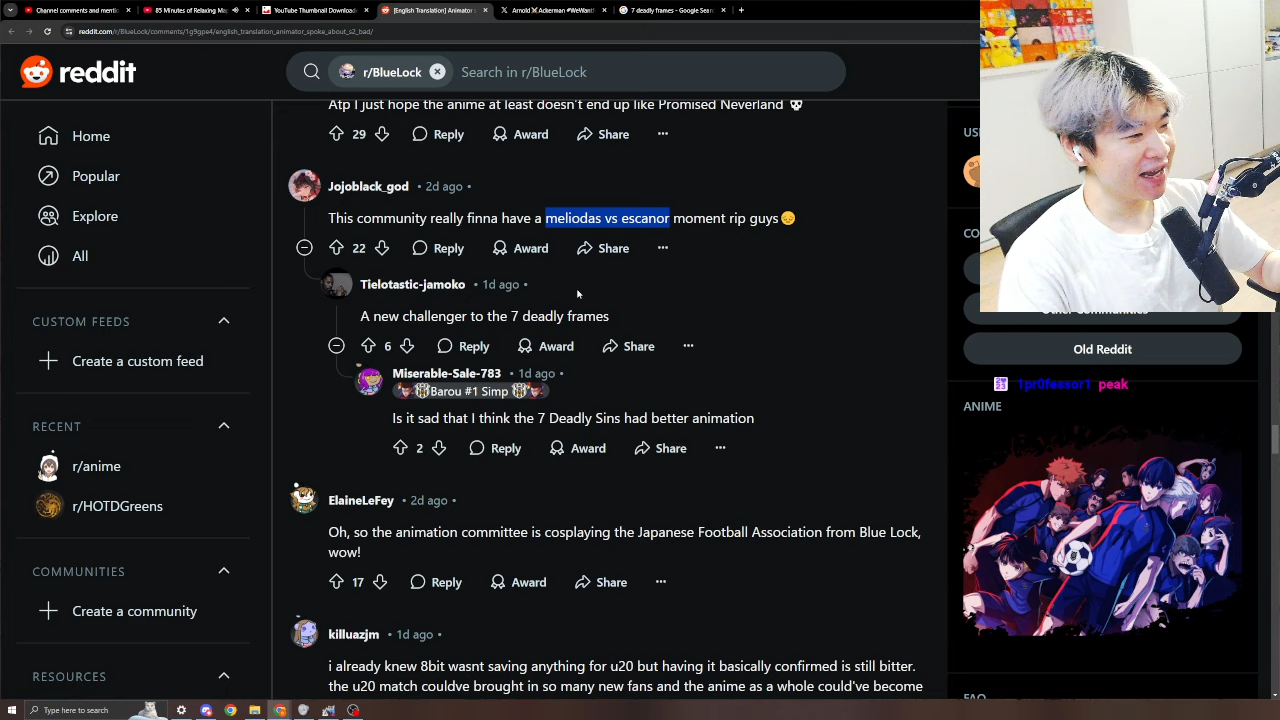 Channel comments and mentio
85 Minutes of Relaxing Ma
YouTube Thumbnail Download
[English Translation] Animator s
Arnold Ackerman #WeWant
7 deadly frames - Google Sear
reddit.com/r/BlueLock/comments/1g9gpe4/english_translation_animator_spoke_about_s2_bad/
reddit
r/BlueLock
Search in r/BlueLock
Home
Popular
Explore
All
CUSTOM FEEDS
Create a custom feed
RECENT
r/anime
r/HOTDGreens
COMMUNITIES
Create a community
RESOURCES
Atp I just hope the anime at least doesn't end up like Promised Neverland 💀
29 Reply Award Share
Jojoblack_god • 2d ago •
This community really finna have a meliodas vs escanor moment rip guys😔
22 Reply Award Share
Tielotastic-jamoko • 1d ago •
A new challenger to the 7 deadly frames
6 Reply Award Share
Miserable-Sale-783 • 1d ago •
Barou #1 Simp
Is it sad that I think the 7 Deadly Sins had better animation
2 Reply Award Share
ElaineLeFey • 2d ago •
Oh, so the animation committee is cosplaying the Japanese Football Association from Blue Lock,
wow!
17 Reply Award Share
killuazjm • 1d ago •
i already knew 8bit wasnt saving anything for u20 but having it basically confirmed is still bitter.
the u20 match couldve brought in so many new fans and the anime as a whole could've become
US
CO
Other Communities
Old Reddit
1pr0fessor1 peak
ANIME
FAQ
Type here to search